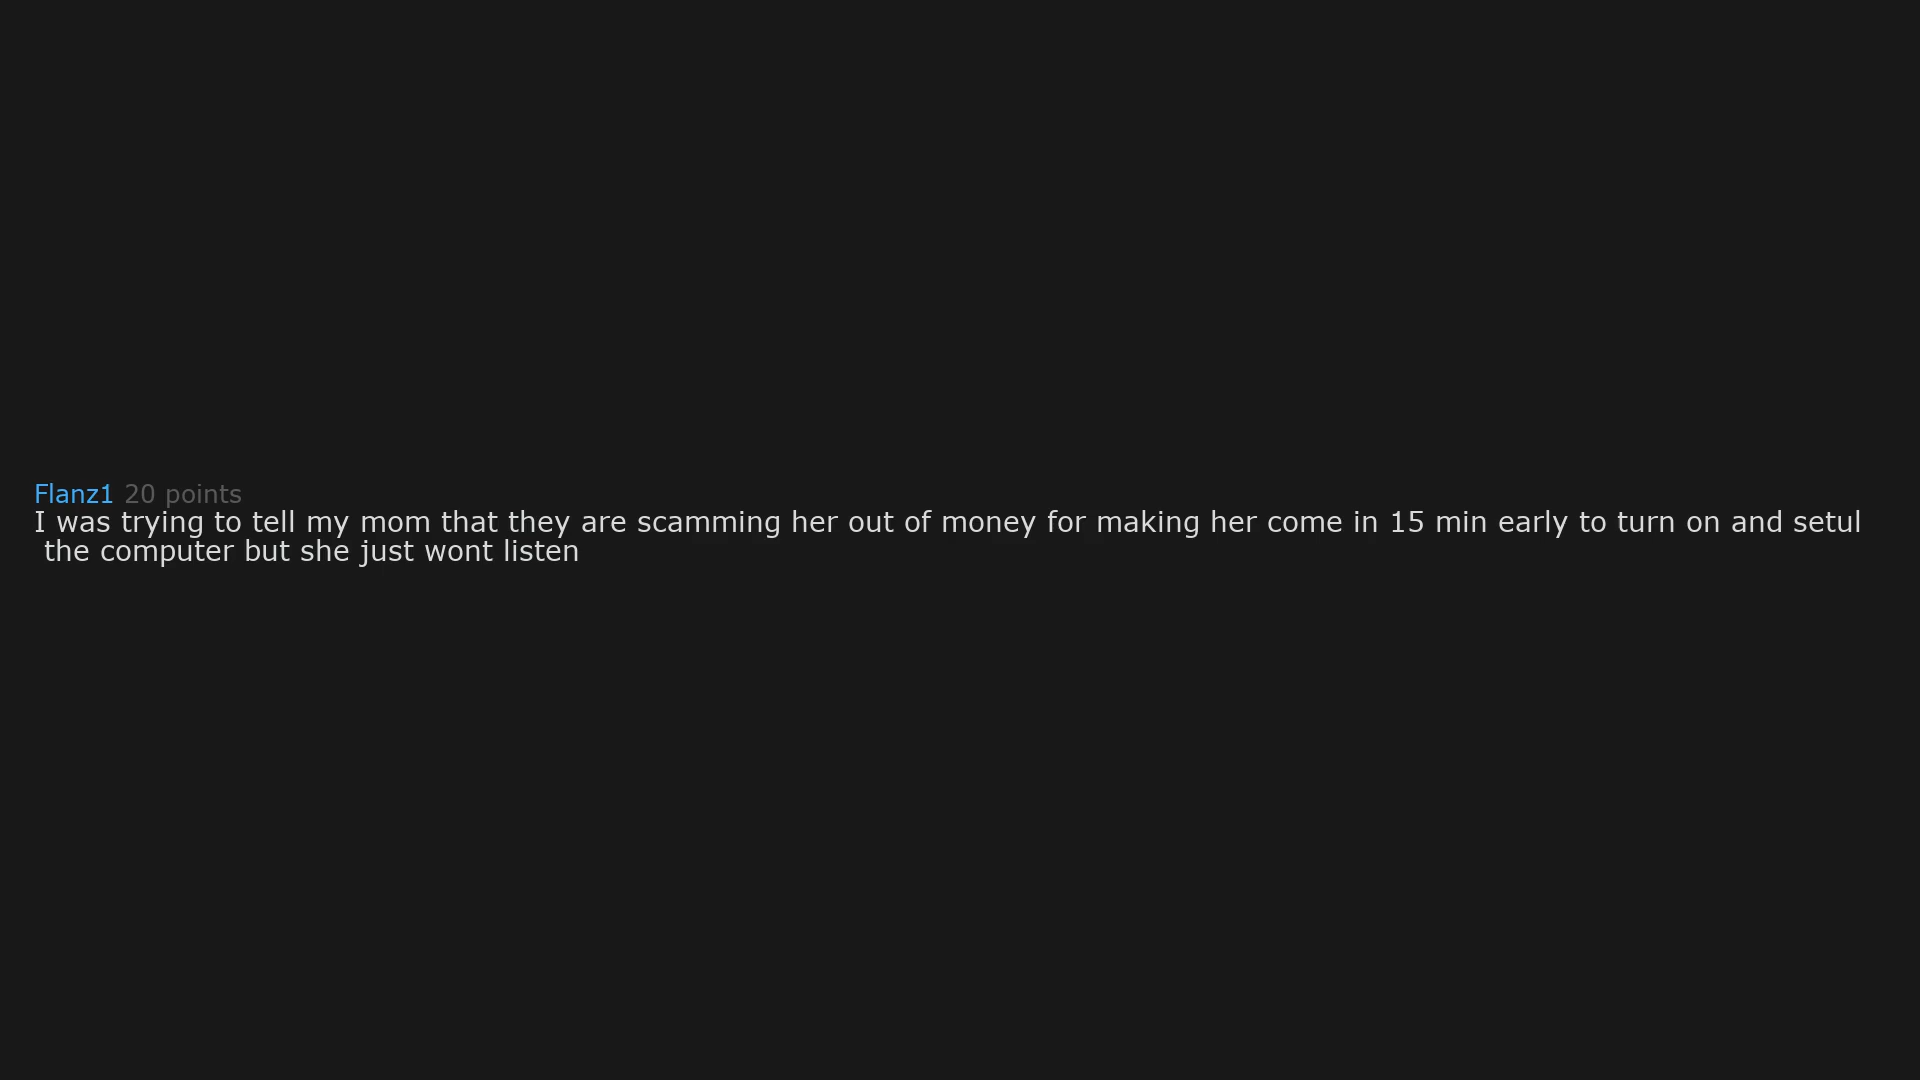 Flanz1 20 points
I was trying to tell my mom that they are scamming her out of money for making her come in 15 min early to turn on and setul
the computer but she just wont listen